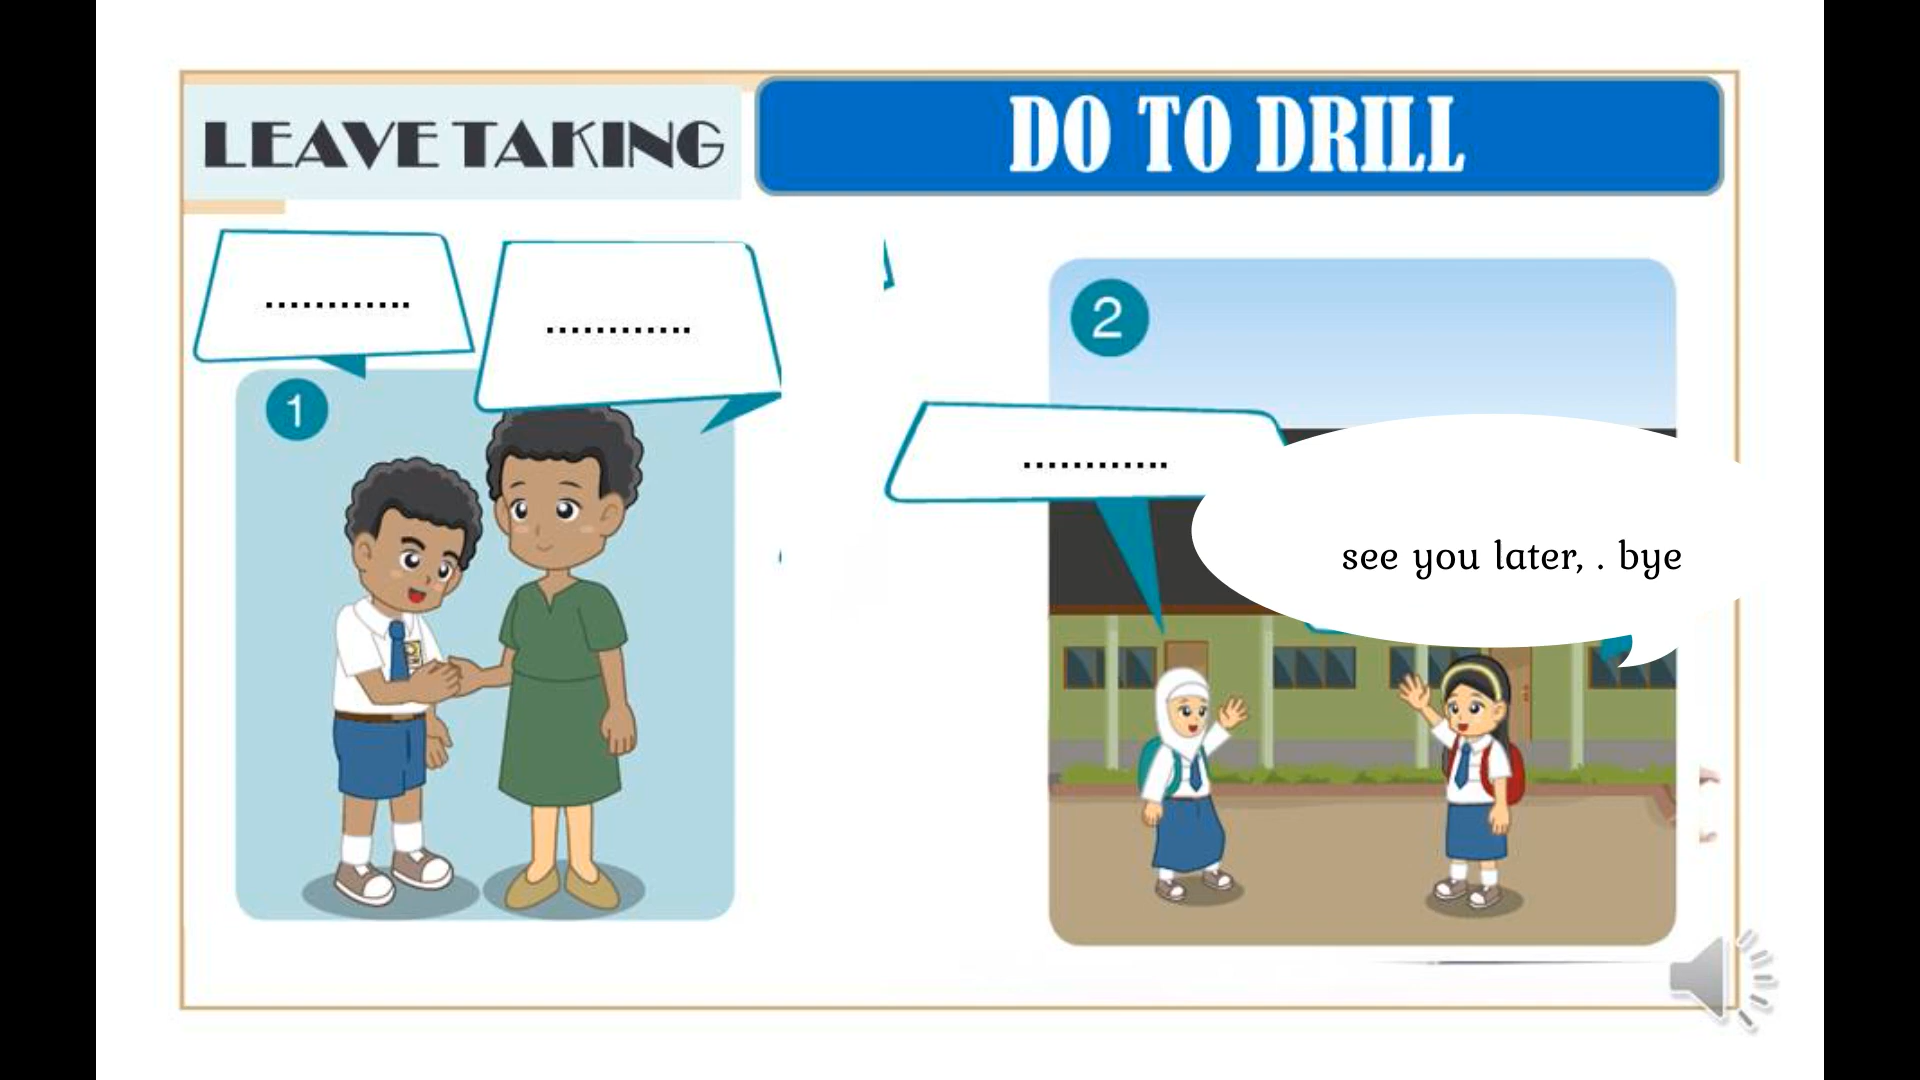 LEAVE TAKING
DO TO DRILL
............
............
1
2
............
see you later, . bye